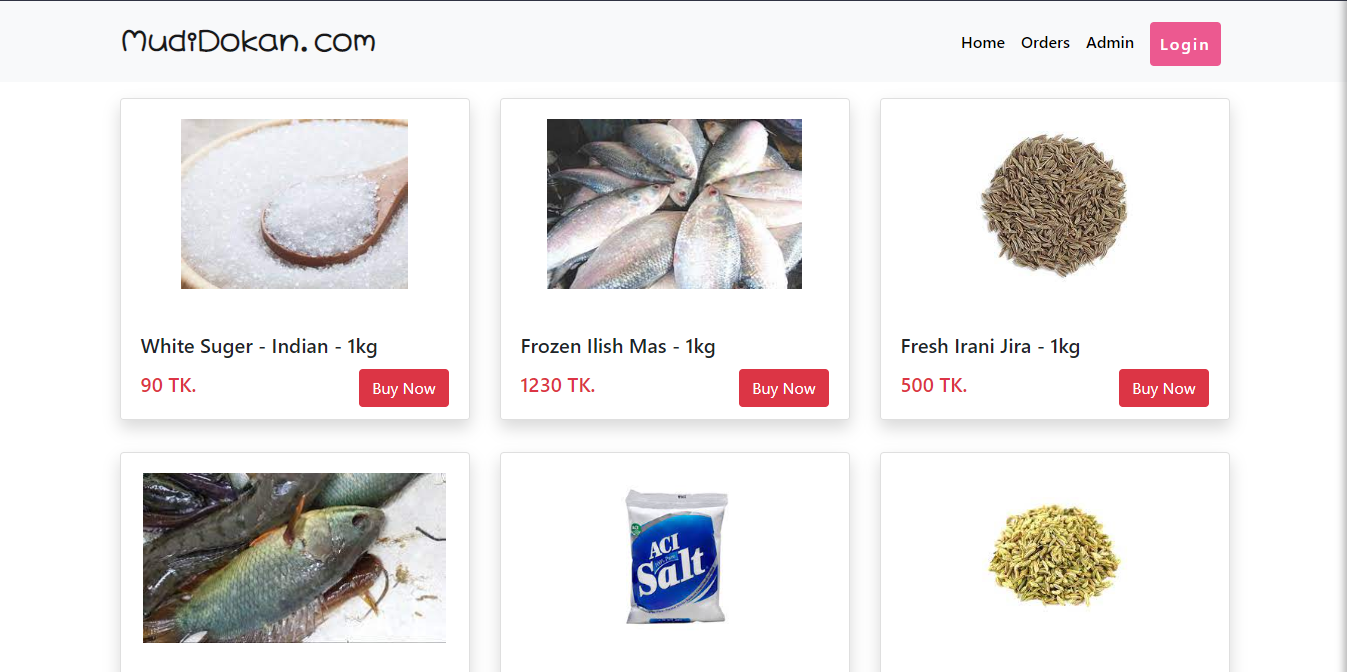 MudiDokan.com
Home Orders Admin Login
White Suger - Indian - 1kg
90 TK.
Buy Now
Frozen Ilish Mas - 1kg
1230 TK.
Buy Now
Fresh Irani Jira - 1kg
500 TK.
Buy Now
ACI
Salt